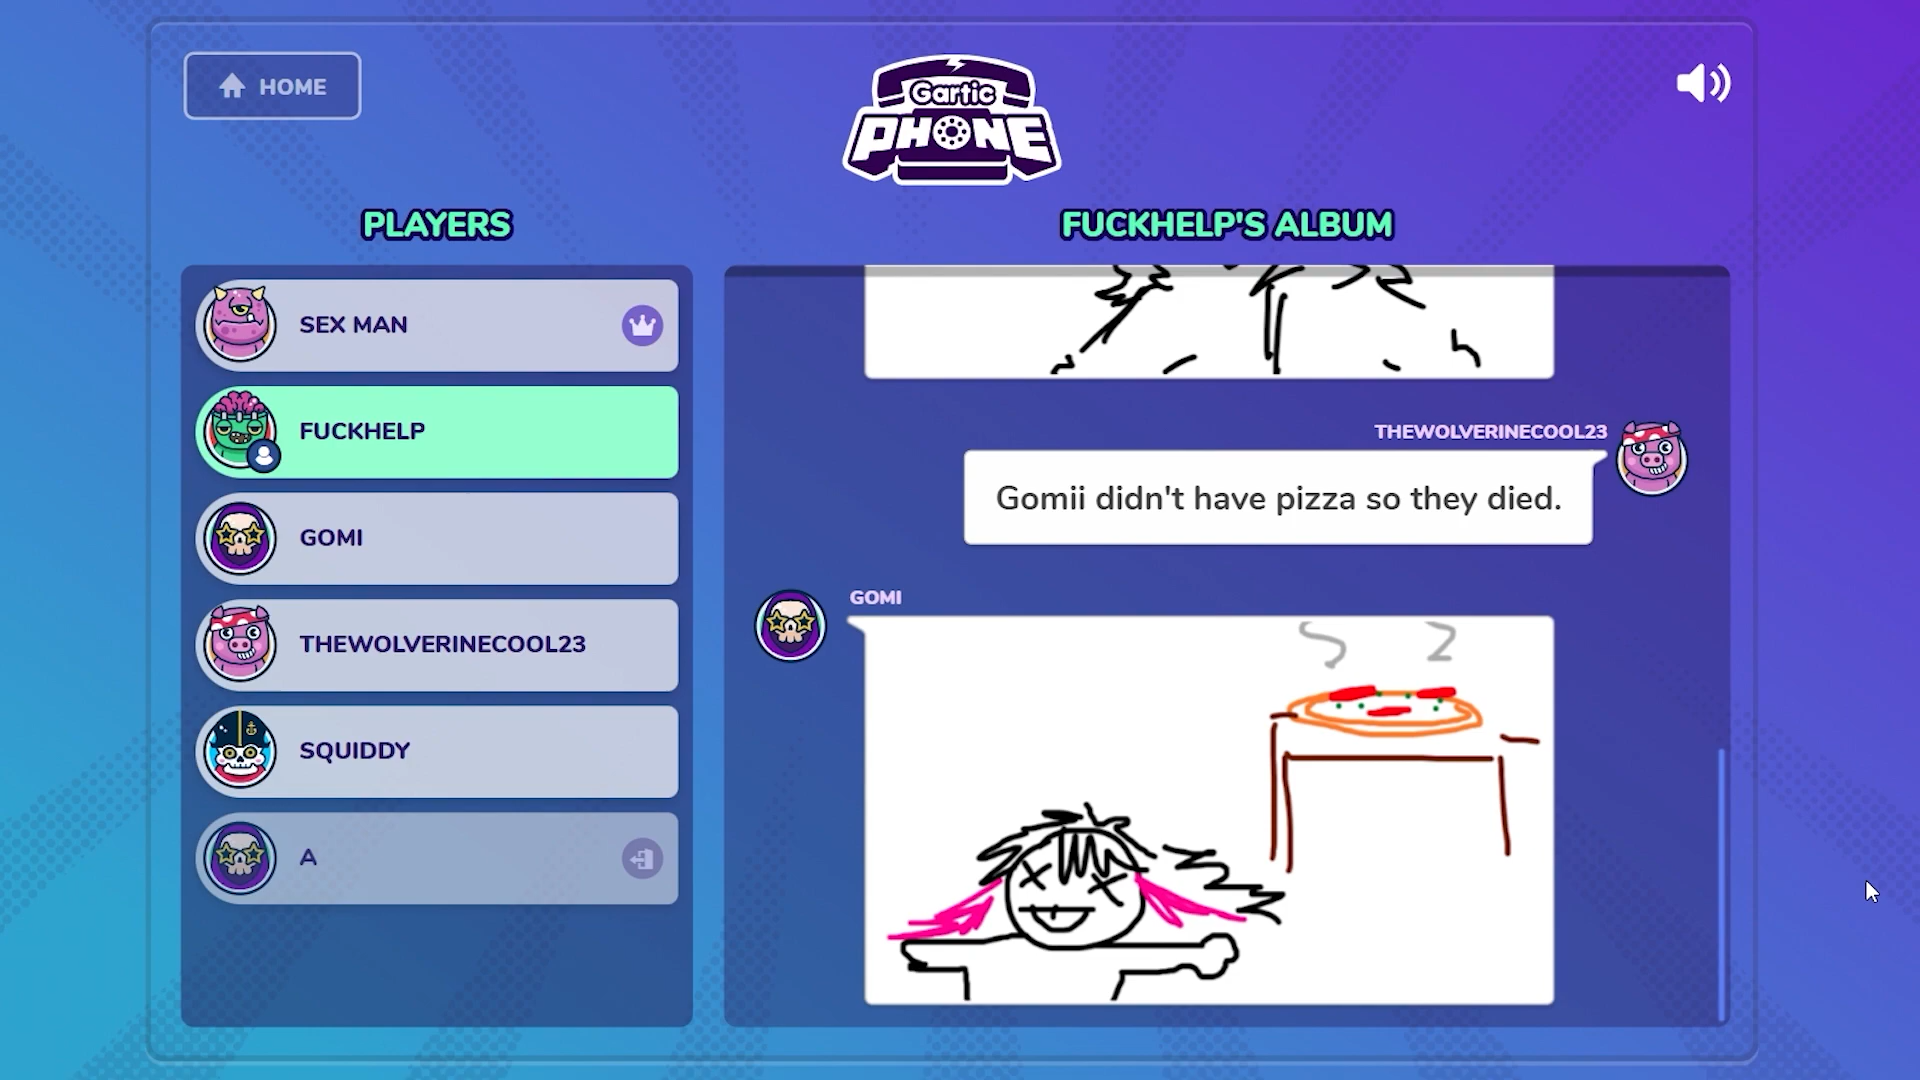 HOME
Gartic
PHONE
PLAYERS
FUCKHELP'S ALBUM
SEX MAN
FUCKHELP
GOMI
THEWOLVERINECOOL23
SQUIDDY
A
THEWOLVERINECOOL23
Gomii didn't have pizza so they died.
GOMI